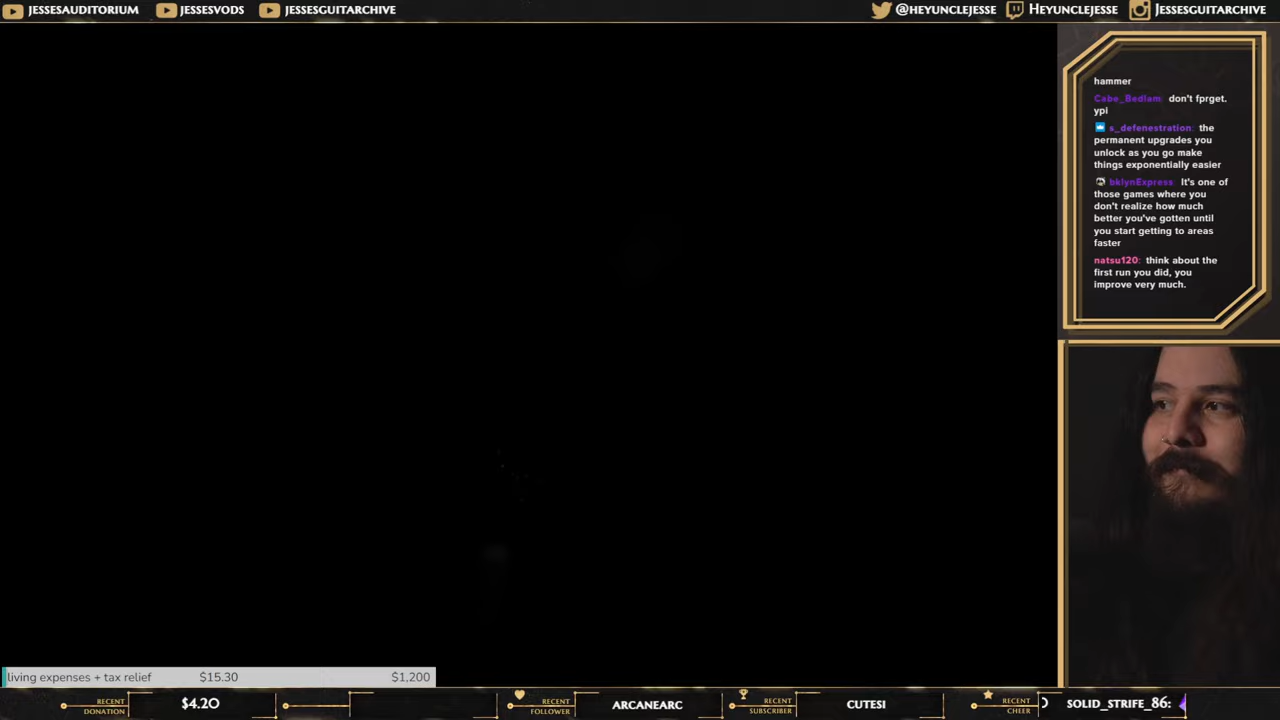 JESSESAUDITORIUM JESSESVODS JESSESGUITARCHIVE @HEYUNCLEJESSE HEYUNCLEJESSE JESSESGUITARCHIVE
hammer
Cabe_Bedlam: don't fprget.
ypi
s_defenestration: the
permanent upgrades you
unlock as you go make
things exponentially easier
bklynExpress: It's one of
those games where you
don't realize how much
better you've gotten until
you start getting to areas
faster
natsu120: think about the
first run you did, you
improve very much.
living expenses + tax relief $15.30 $1,200
RECENT
DONATION
$4.20
RECENT
FOLLOWER
ARCANEARC
RECENT
SUBSCRIBER
CUTESI
RECENT
CHEER
SOLID_STRIFE_86: